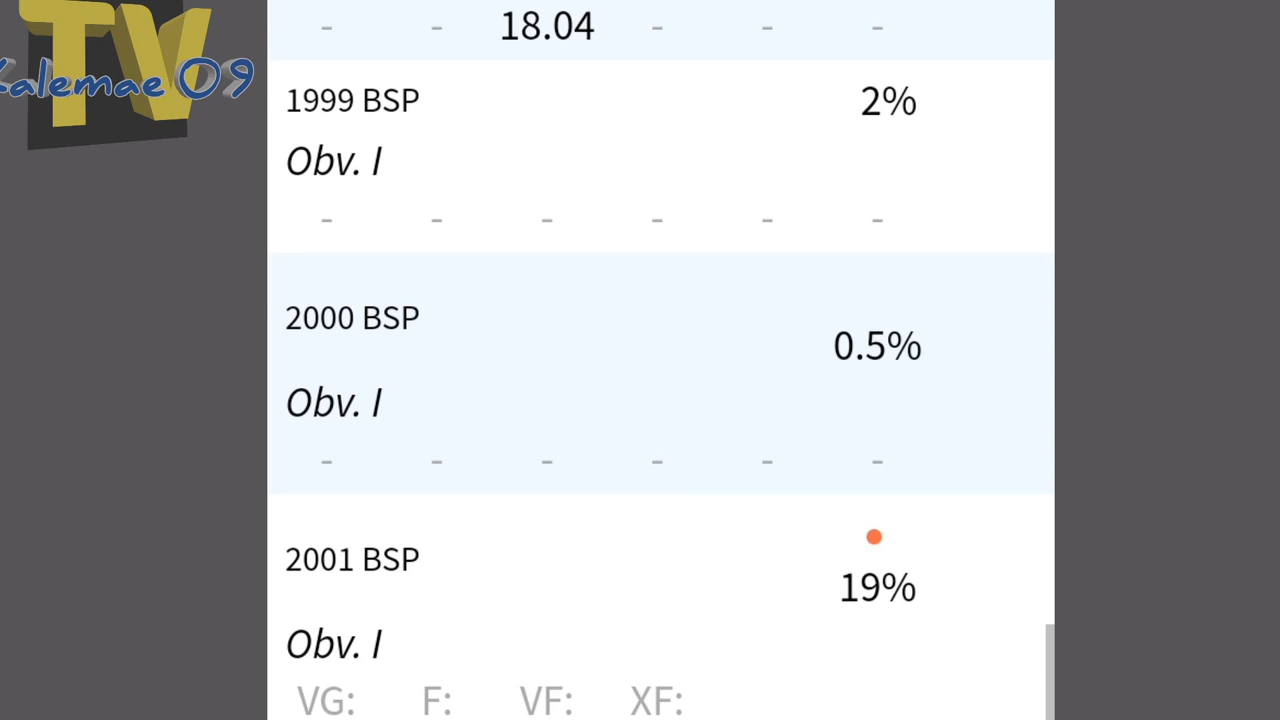 TV
Kalemae 09
- - 18.04 - - -
1999 BSP 2%
Obv. I
- - - - - -
2000 BSP 0.5%
Obv. I
- - - - - -
2001 BSP 19%
Obv. I
VG: F: VF: XF: